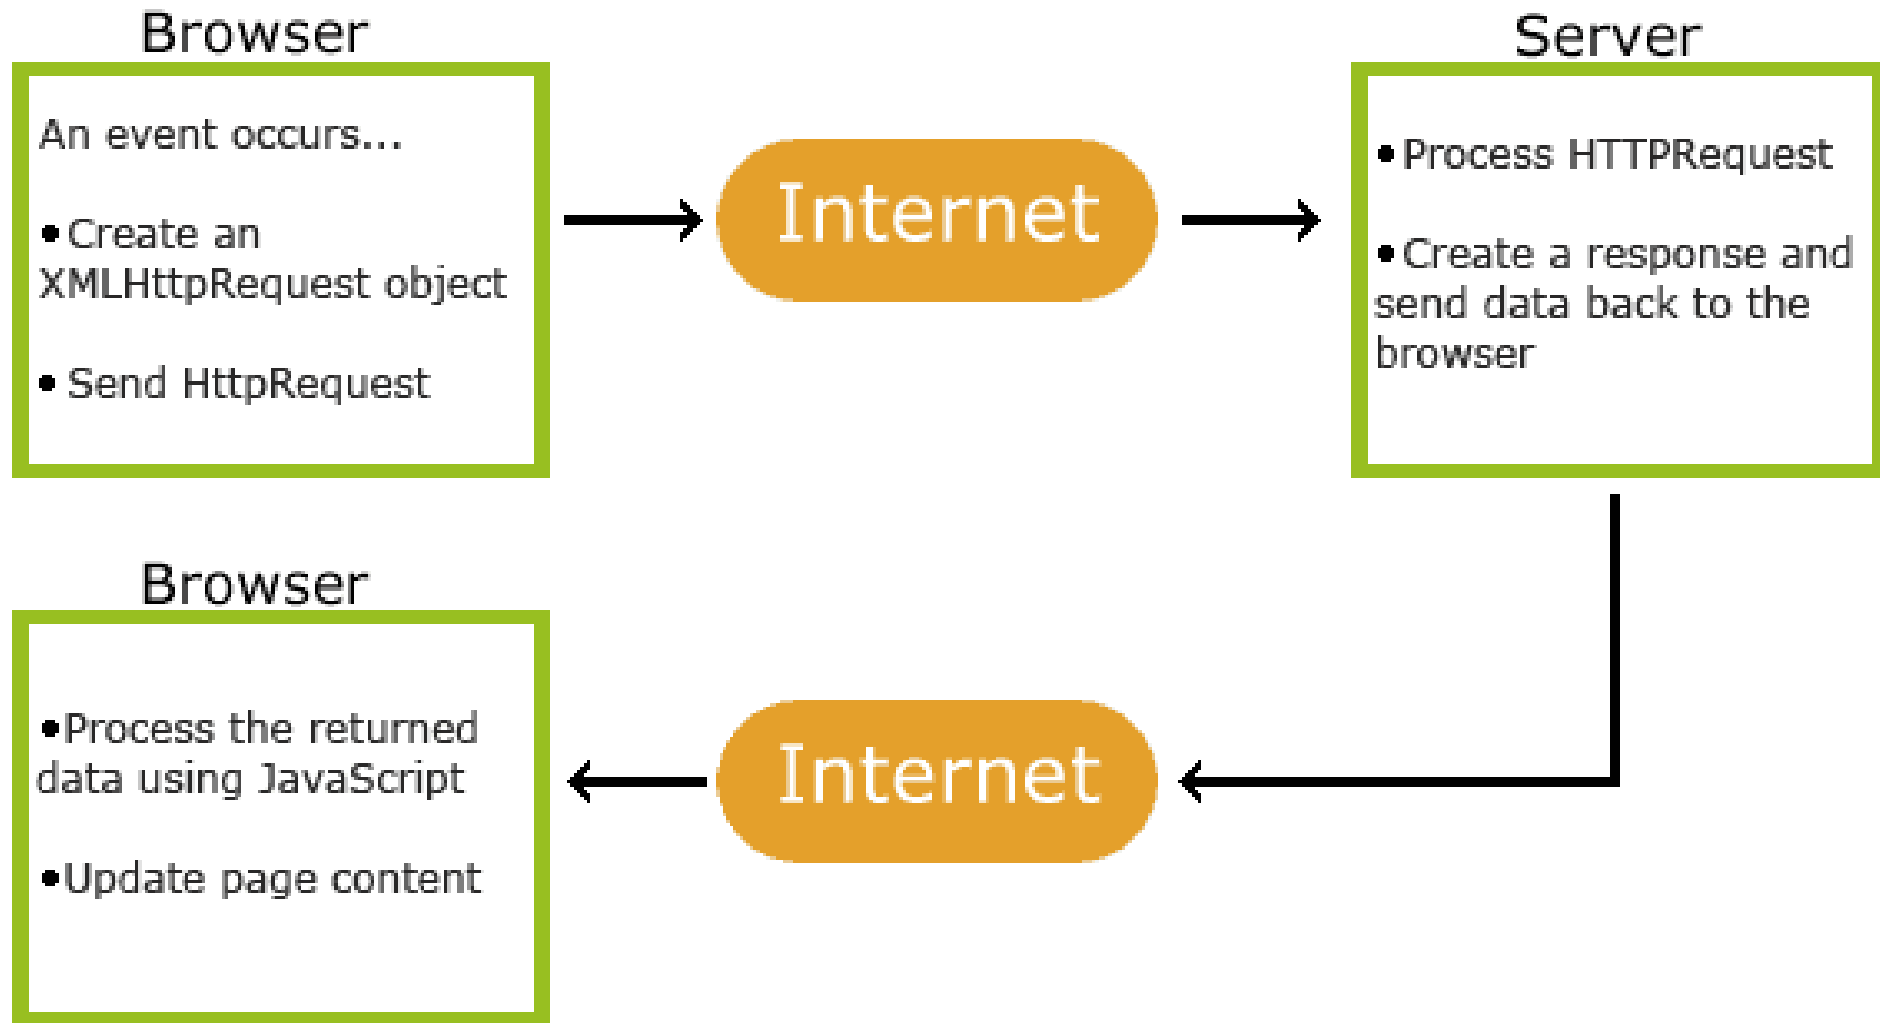 Browser
An event occurs...
• Create an
XMLHttpRequest object
• Send HttpRequest
Internet
Server
• Process HTTPRequest
• Create a response and
send data back to the
browser
Browser
•Process the returned
data using JavaScript
•Update page content
Internet